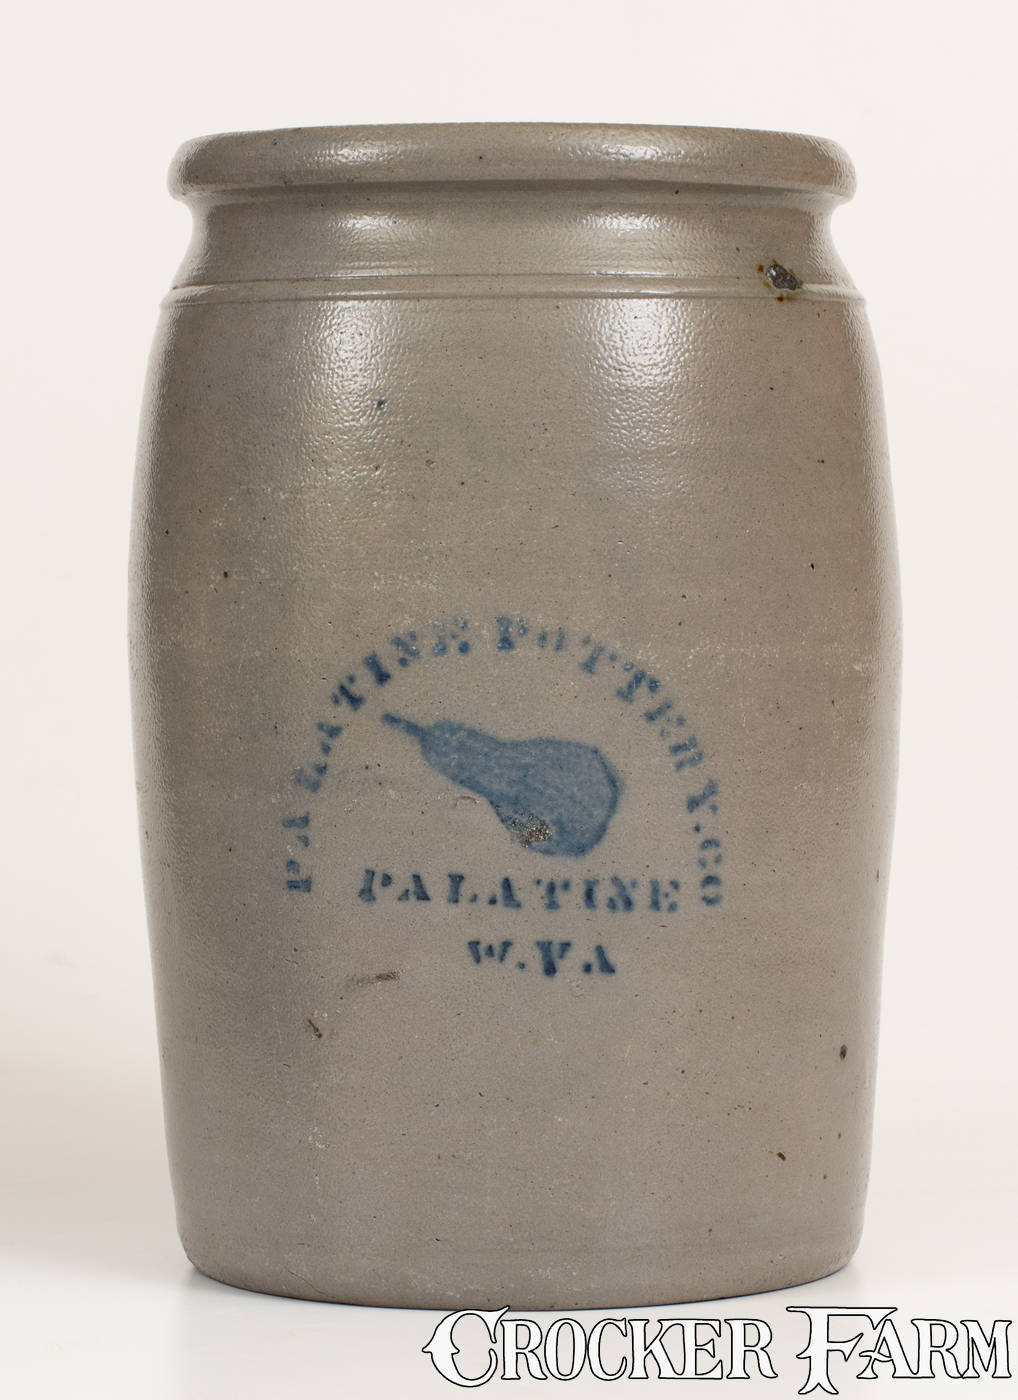 PALATINE POTTERY.CO
PALATINE
W.VA
CROCKER FARM